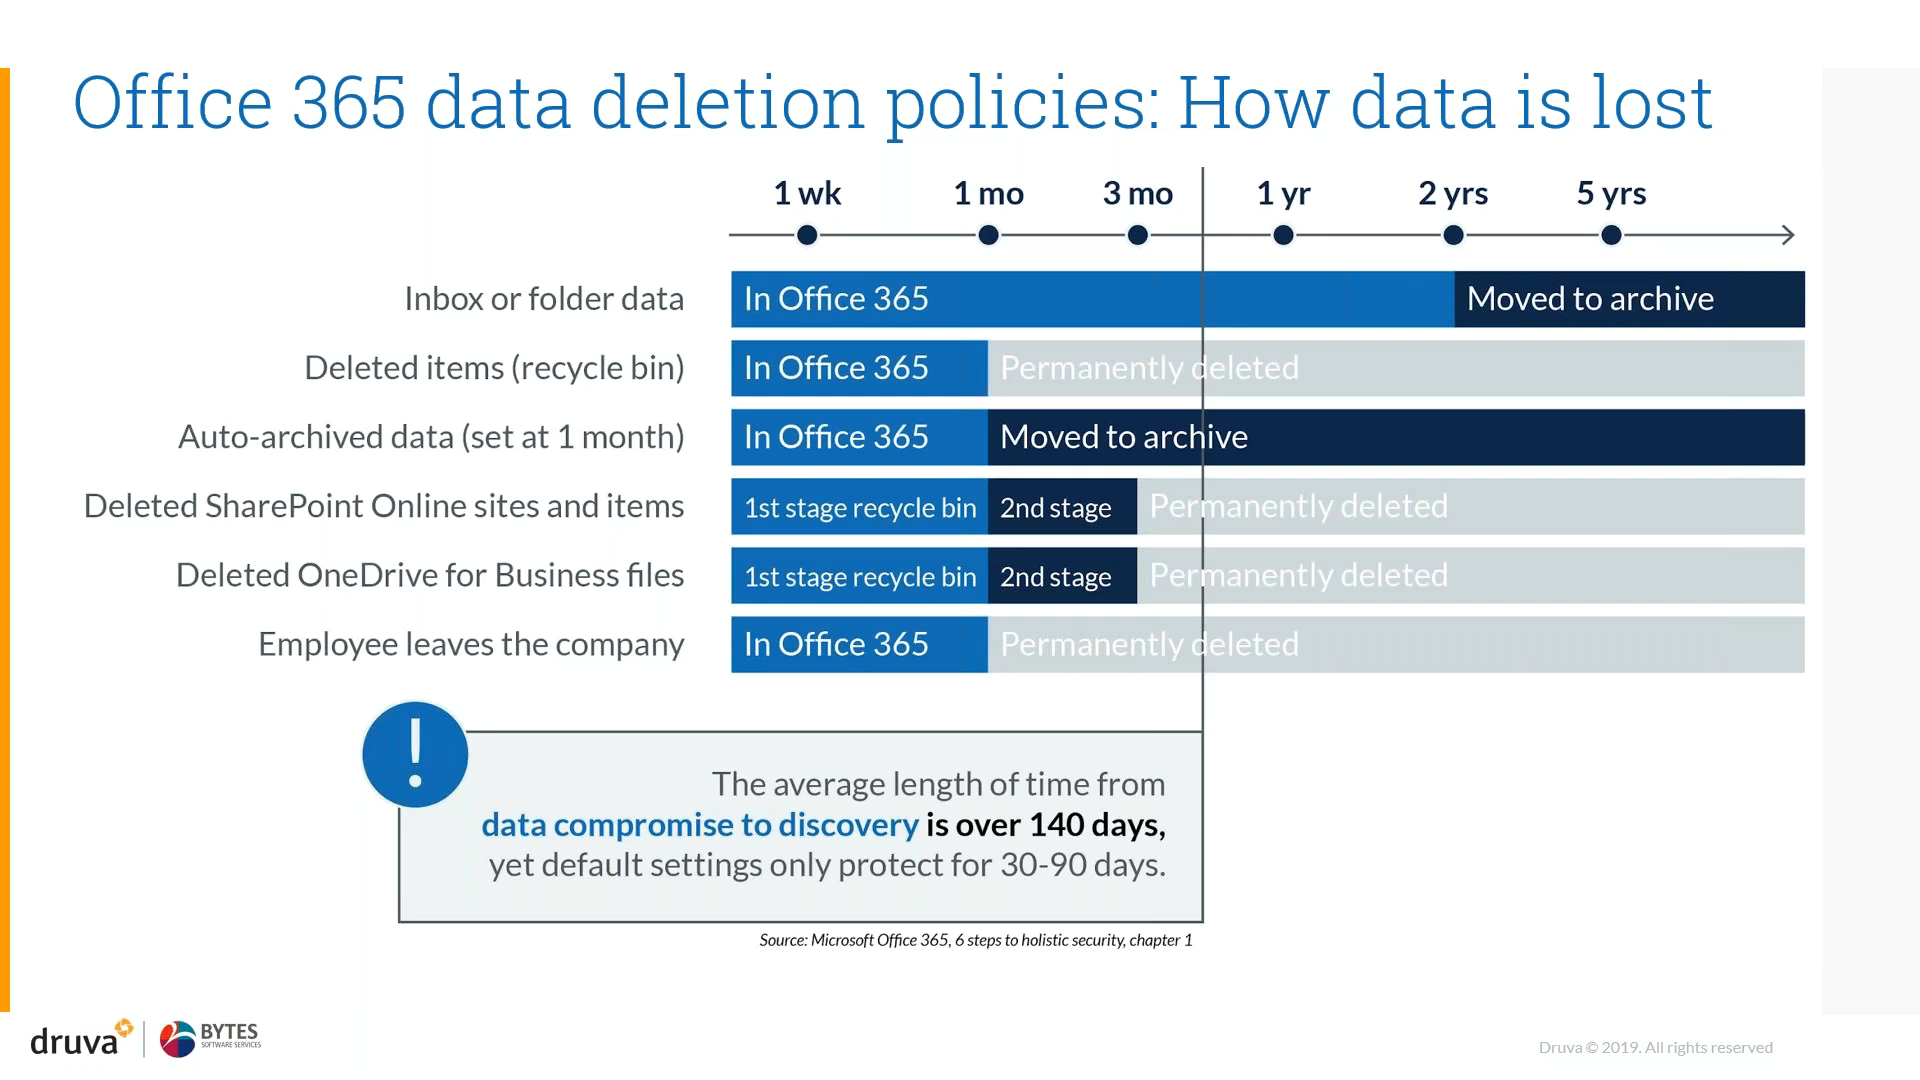 Office 365 data deletion policies: How data is lost
1 wk 1 mo 3 mo 1 yr 2 yrs 5 yrs
Inbox or folder data In Office 365 Moved to archive
Deleted items (recycle bin) In Office 365 Permanently deleted
Auto-archived data (set at 1 month) In Office 365 Moved to archive
Deleted SharePoint Online sites and items 1st stage recycle bin 2nd stage Permanently deleted
Deleted OneDrive for Business files 1st stage recycle bin 2nd stage Permanently deleted
Employee leaves the company In Office 365 Permanently deleted
!
The average length of time from
data compromise to discovery is over 140 days,
yet default settings only protect for 30-90 days.
Source: Microsoft Office 365, 6 steps to holistic security, chapter 1
druva BYTES
SOFTWARE SERVICES
Druva © 2019. All rights reserved